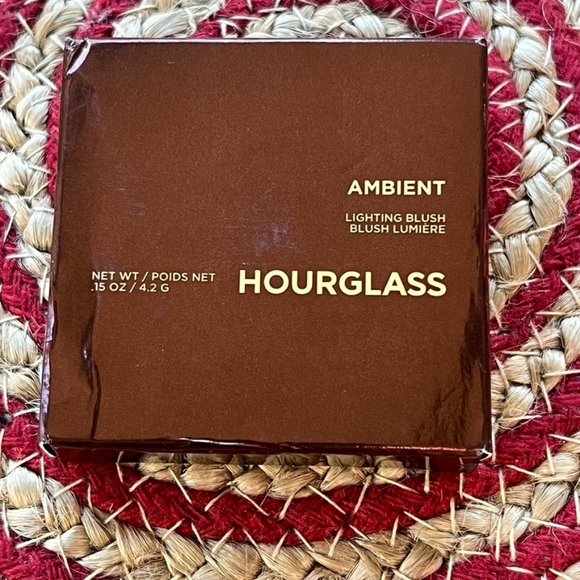 AMBIENT
LIGHTING BLUSH
BLUSH LUMIÈRE
NET WT / POIDS NET
.15 OZ / 4.2 G
HOURGLASS